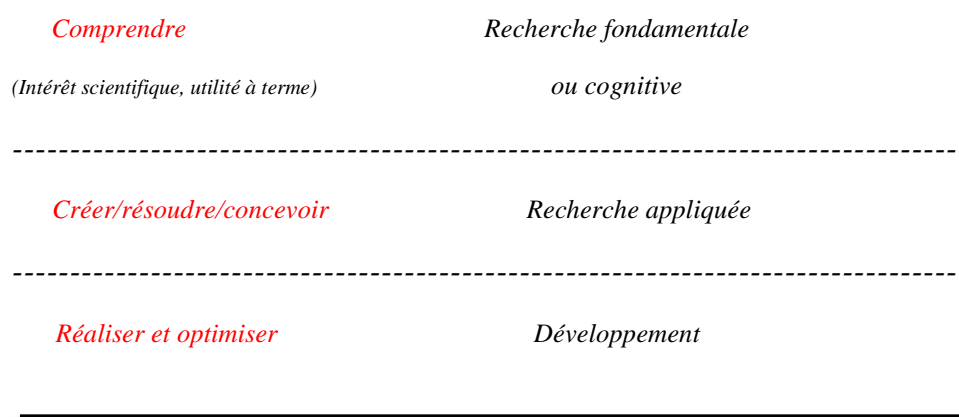 Comprendre Recherche fondamentale
(Intérêt scientifique, utilité à terme) ou cognitive
Créer/résoudre/concevoir Recherche appliquée
Réaliser et optimiser Développement